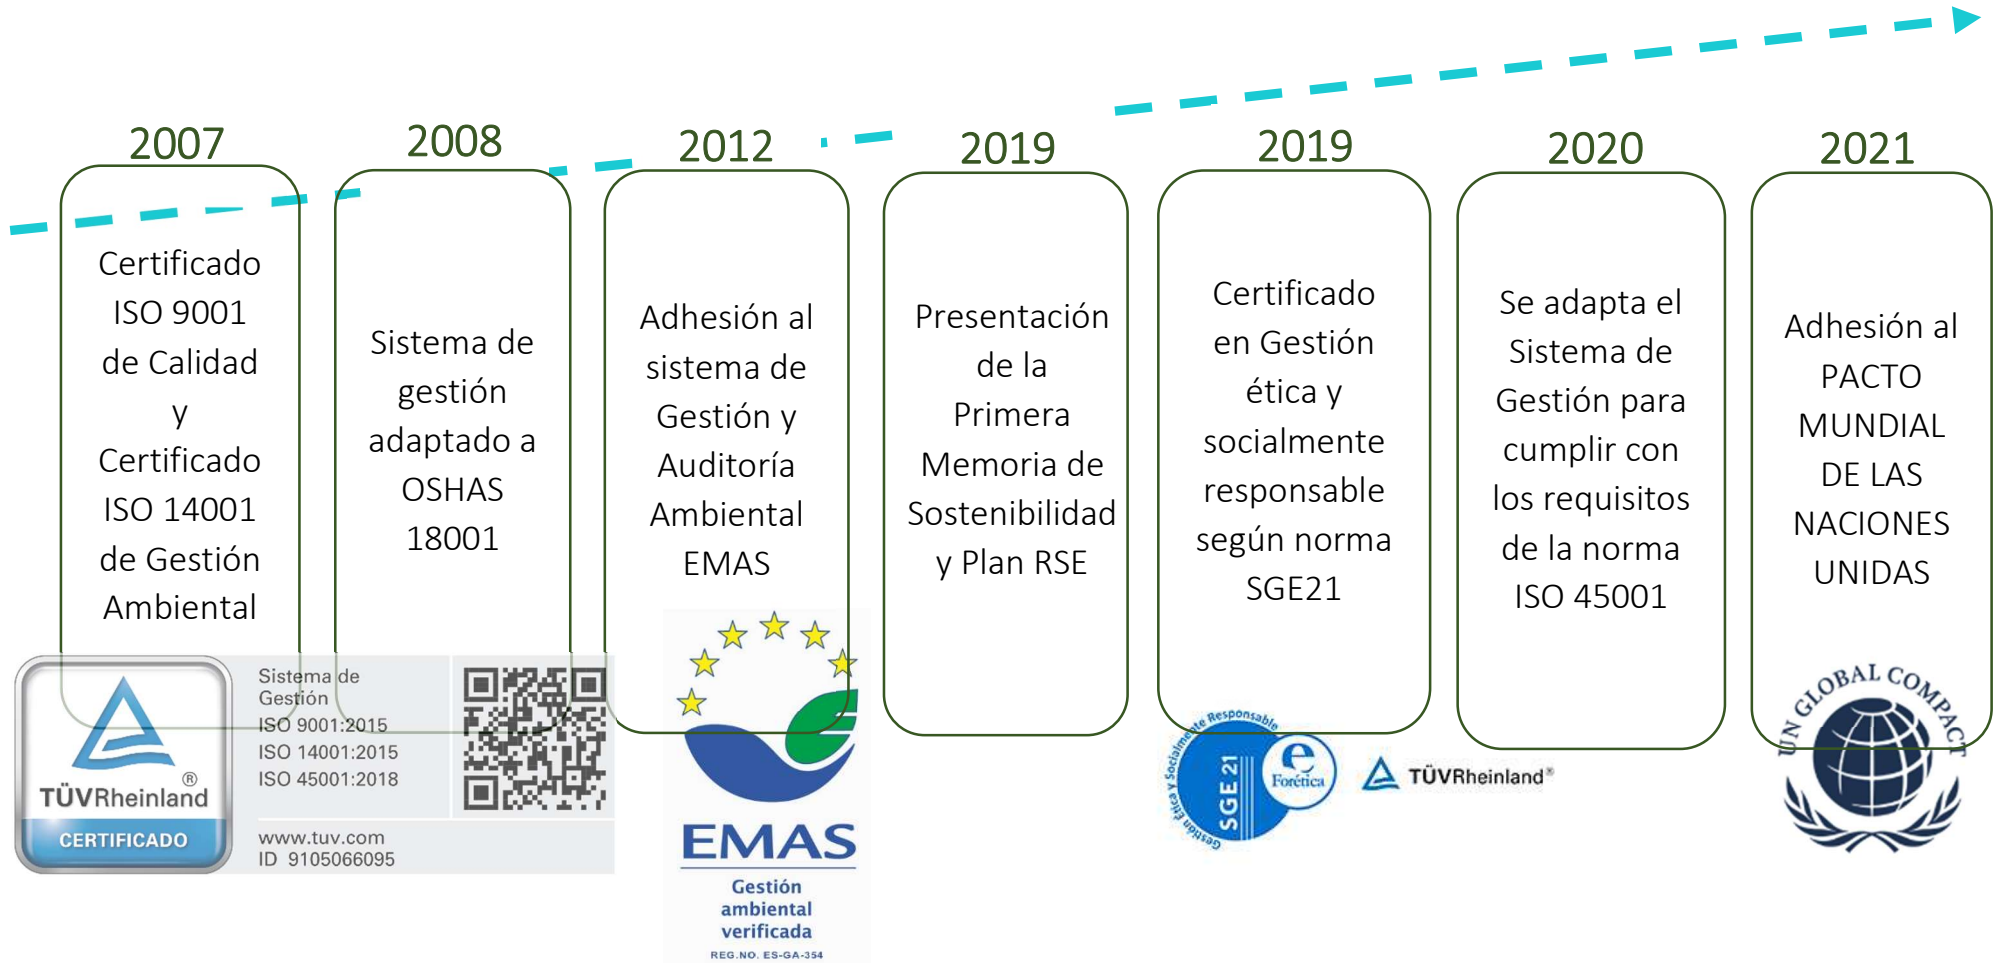 2007
Certificado
ISO 9001
de Calidad
y
Certificado
ISO 14001
de Gestión
Ambiental
2008
Sistema de
gestión
adaptado a
OSHAS
18001
2012
Adhesión al
sistema de
Gestión y
Auditoría
Ambiental
EMAS
2019
Presentación
de la
Primera
Memoria de
Sostenibilidad
y Plan RSE
2019
Certificado
en Gestión
ética y
socialmente
responsable
según norma
SGE21
2020
Se adapta el
Sistema de
Gestión para
cumplir con
los requisitos
de la norma
ISO 45001
2021
Adhesión al
PACTO
MUNDIAL
DE LAS
NACIONES
UNIDAS
TÜVRheinland®
CERTIFICADO
Sistema de
Gestión
ISO 9001:2015
ISO 14001:2015
ISO 45001:2018
www.tuv.com
ID 9105066095
EMAS
Gestión
ambiental
verificada
REG.NO. ES-GA-354
Gestión Ética y Socialmente Responsable
SGE 21
e
Forética
TÜVRheinland®
UN GLOBAL COMPACT